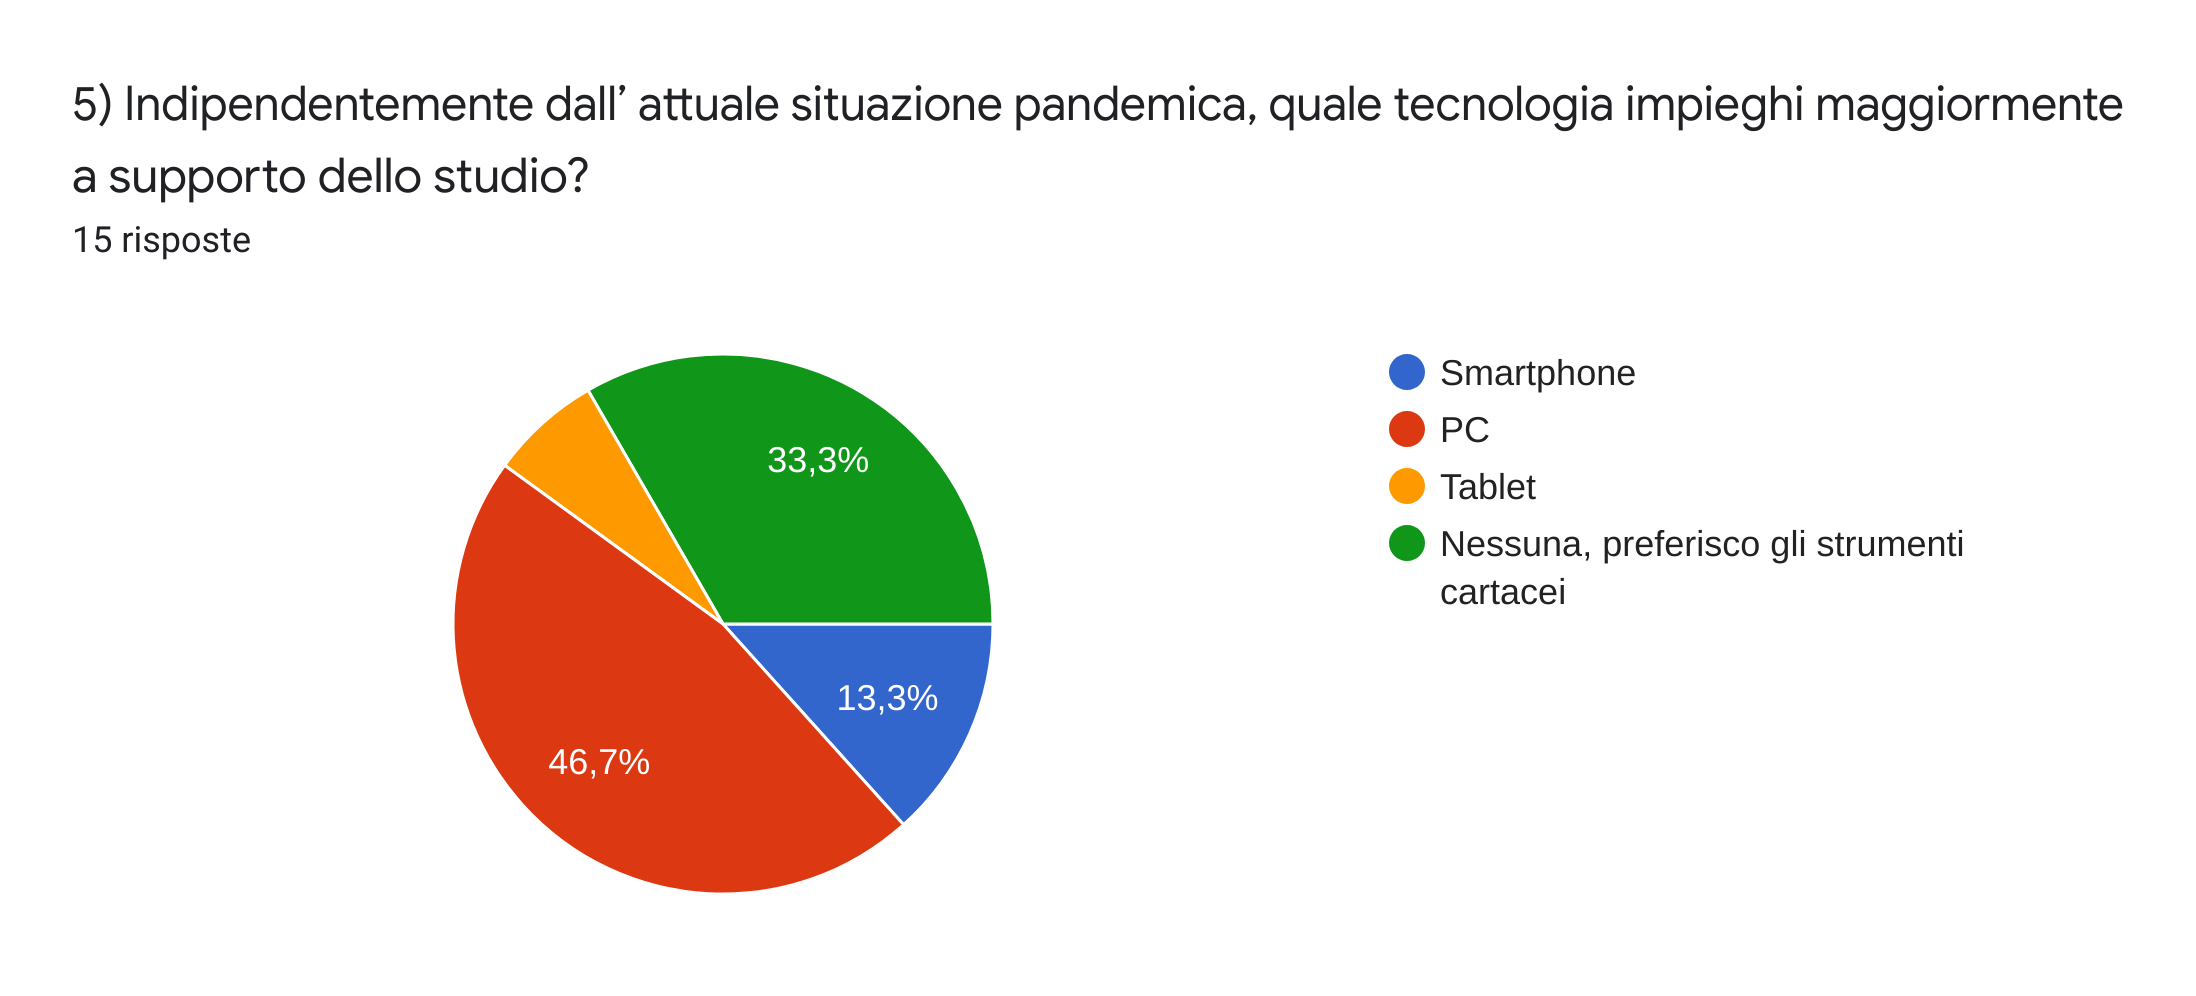 5) Indipendentemente dall’ attuale situazione pandemica, quale tecnologia impieghi maggiormente
a supporto dello studio?
15 risposte
Smartphone
PC
Tablet
Nessuna, preferisco gli strumenti
cartacei
33,3%
13,3%
46,7%